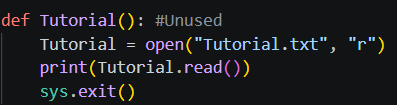 def Tutorial(): #Unused
    Tutorial = open("Tutorial.txt", "r")
    print(Tutorial.read())
    sys.exit()